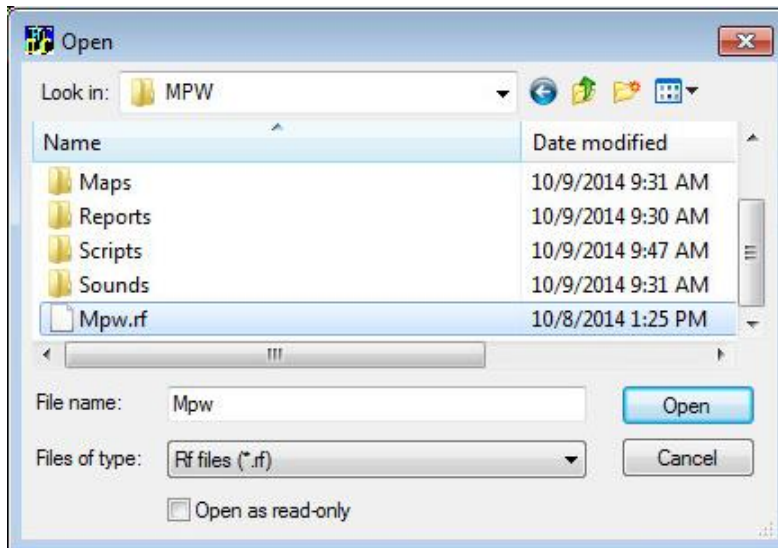 Open
Look in: MPW
Name Date modified
Maps 10/9/2014 9:31 AM
Reports 10/9/2014 9:30 AM
Scripts 10/9/2014 9:47 AM
Sounds 10/9/2014 9:31 AM
Mpw.rf 10/8/2014 1:25 PM
File name: Mpw Open
Files of type: Rf files (*.rf) Cancel
Open as read-only